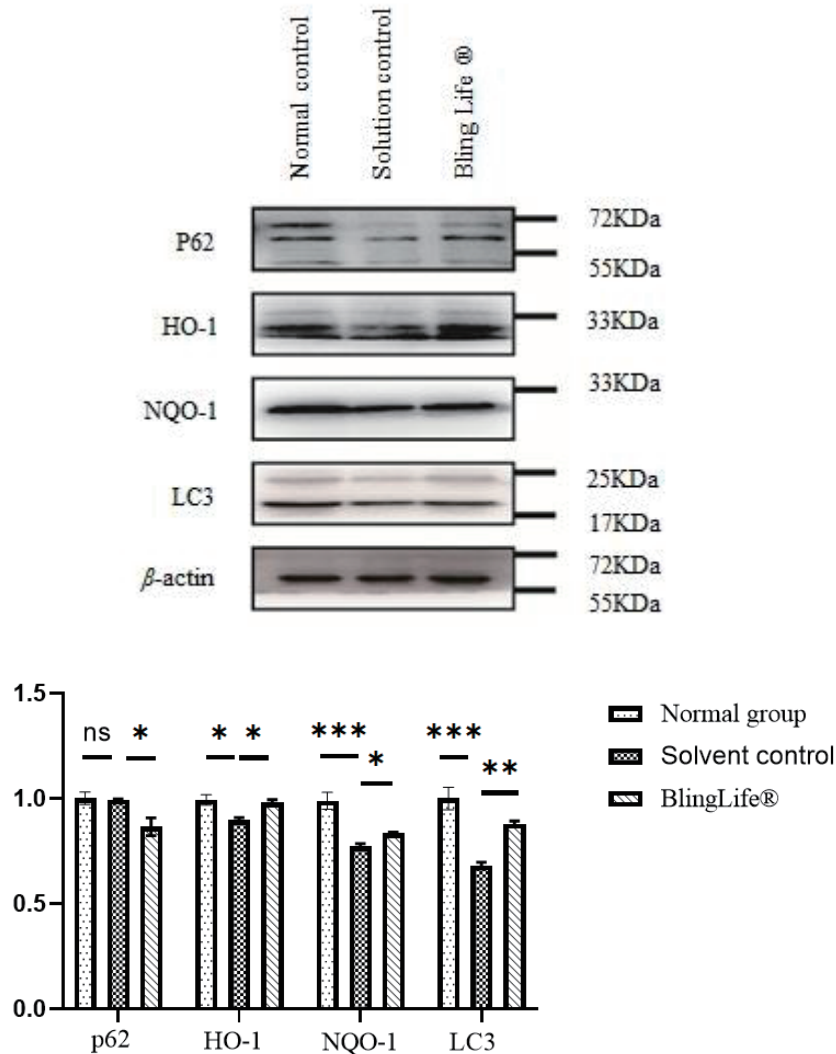 Normal control
Solution control
Bling Life ®
P62
72KDa
55KDa
HO-1
33KDa
NQO-1
33KDa
LC3
25KDa
17KDa
β-actin
72KDa
55KDa
1.5
1.0
0.5
0.0
ns
*
*
*
***
*
***
**
Normal group
Solvent control
BlingLife®
p62
HO-1
NQO-1
LC3